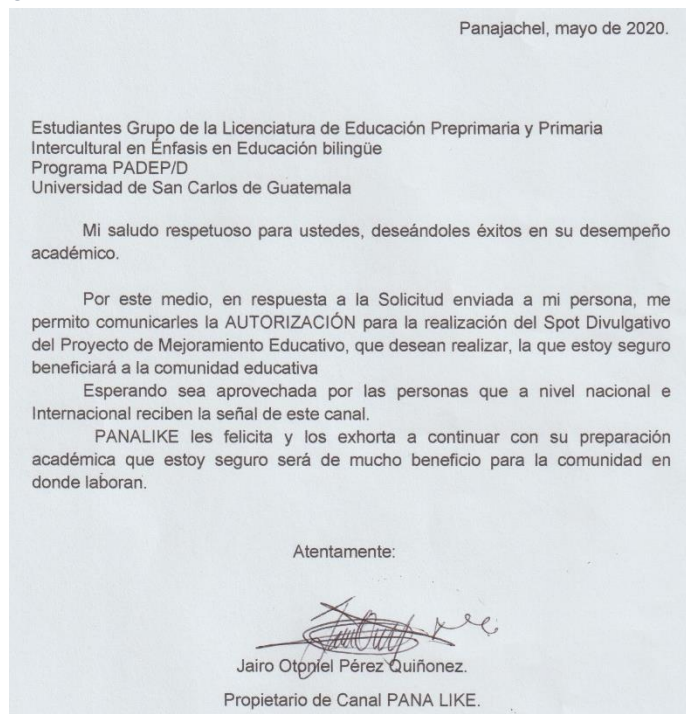 Panajachel, mayo de 2020.
Estudiantes Grupo de la Licenciatura de Educación Preprimaria y Primaria
Intercultural en Énfasis en Educación bilingüe
Programa PADEP/D
Universidad de San Carlos de Guatemala
Mi saludo respetuoso para ustedes, deseándoles éxitos en su desempeño
académico.
Por este medio, en respuesta a la Solicitud enviada a mi persona, me
permito comunicarles la AUTORIZACIÓN para la realización del Spot Divulgativo
del Proyecto de Mejoramiento Educativo, que desean realizar, la que estoy seguro
beneficiará a la comunidad educativa
Esperando sea aprovechada por las personas que a nivel nacional e
Internacional reciben la señal de este canal.
PANALIKE les felicita y los exhorta a continuar con su preparación
académica que estoy seguro será de mucho beneficio para la comunidad en
donde laboran.
Atentamente:
Jairo Otoniel Pérez Quiñonez.
Propietario de Canal PANA LIKE.